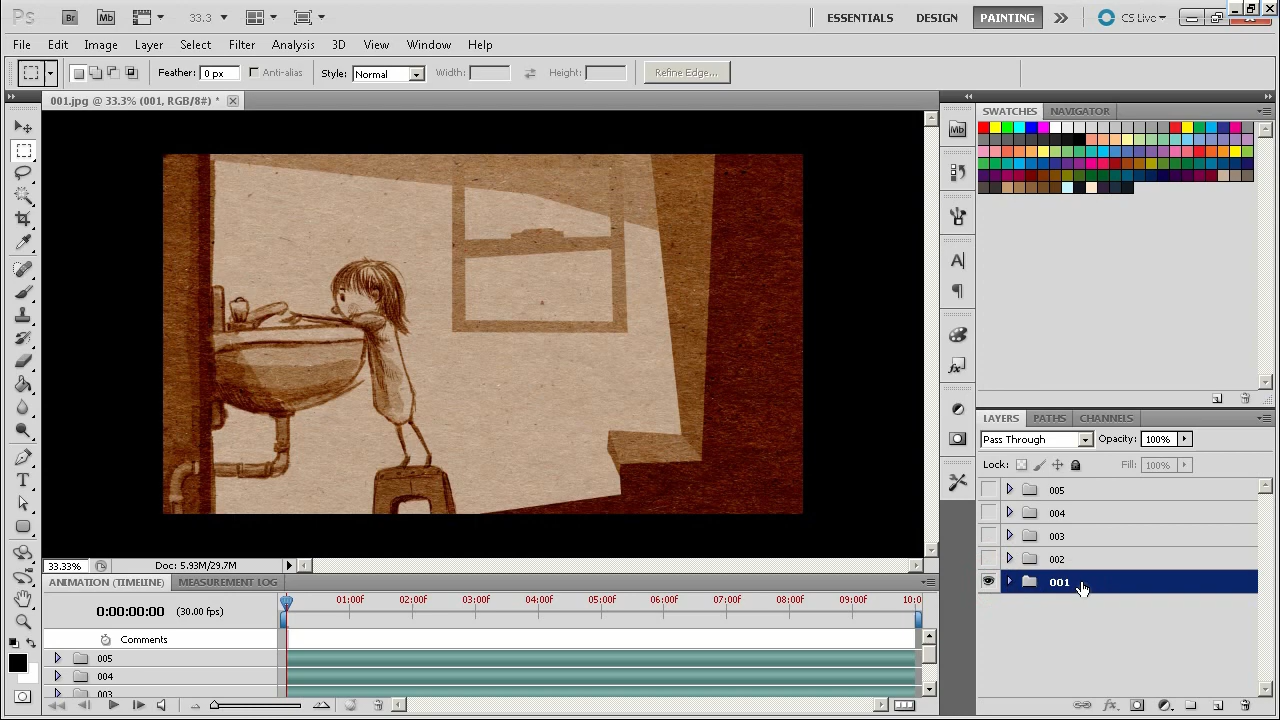 Ps Br Mb 33.3 ESSENTIALS DESIGN PAINTING CS Live
File Edit Image Layer Select Filter Analysis 3D View Window Help
Feather: 0 px Anti-alias Style: Normal Width: Height: Refine Edge...
001.jpg @ 33.3% (001, RGB/8#) *
SWATCHES NAVIGATOR
Mb
LAYERS PATHS CHANNELS
Pass Through Opacity: 100%
Lock: Fill: 100%
005
004
003
002
001
33.33% Doc: 5.93M/29.7M
ANIMATION (TIMELINE) MEASUREMENT LOG
0:00:00:00 (30.00 fps) 01:00f 02:00f 03:00f 04:00f 05:00f 06:00f 07:00f 08:00f 09:00f 10:0
Comments
005
004
003